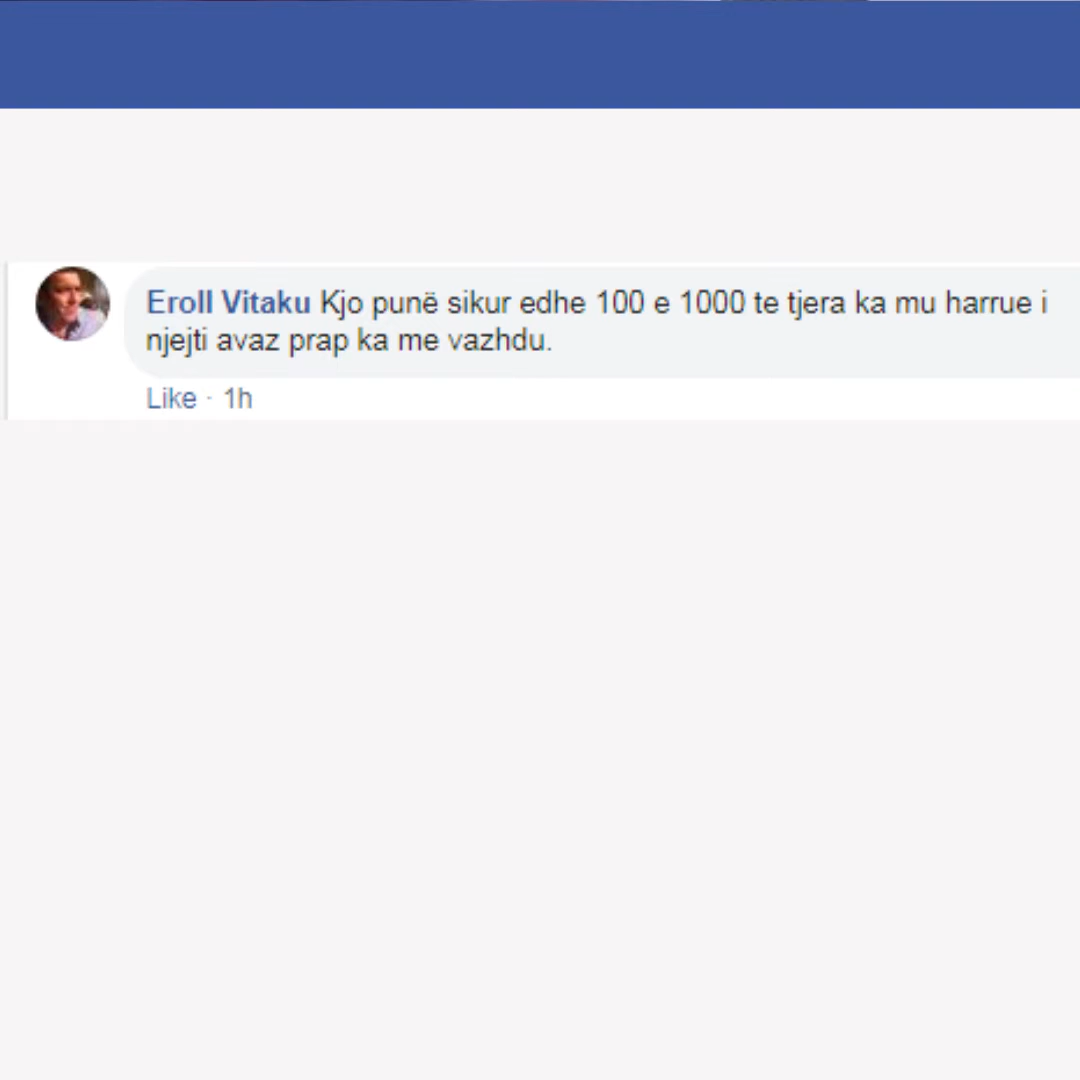 Eroll Vitaku Kjo punë sikur edhe 100 e 1000 te tjera ka mu harrue i
njejti avaz prap ka me vazhdu.
Like · 1h